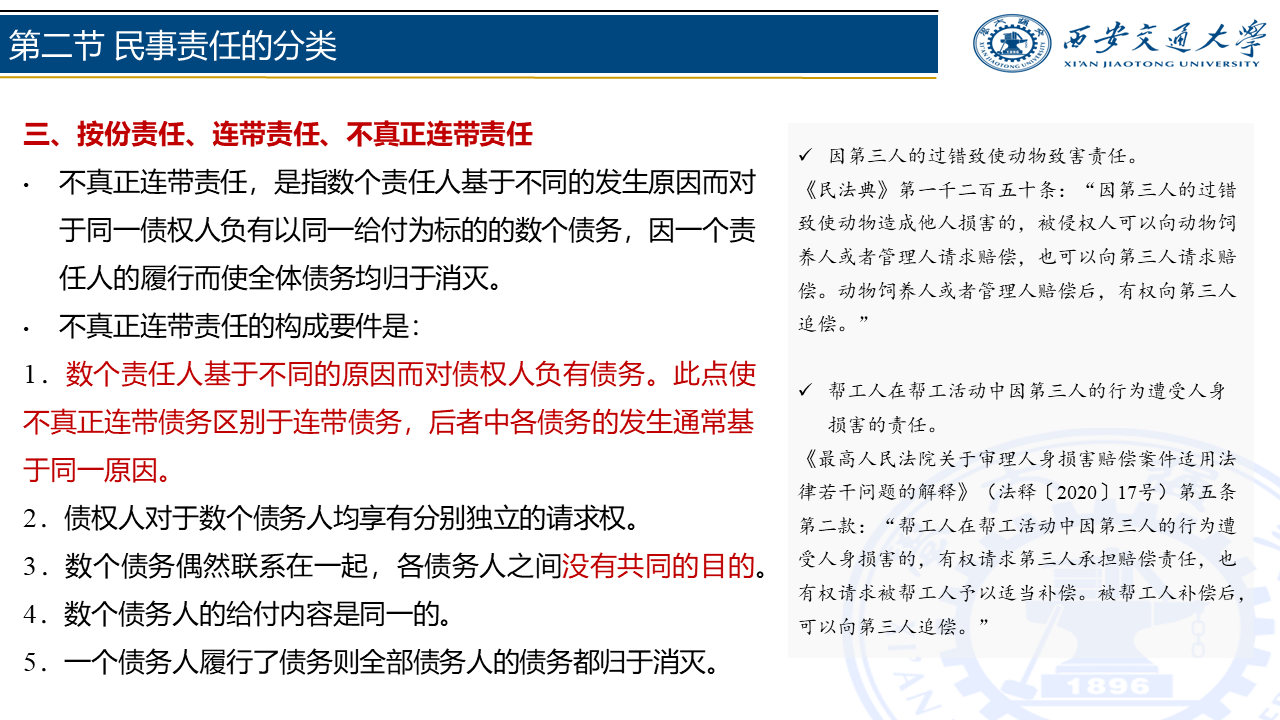 第二节 民事责任的分类
西安交通大学
XI'AN JIAOTONG UNIVERSITY
三、按份责任、连带责任、不真正连带责任
• 不真正连带责任，是指数个责任人基于不同的发生原因而对
于同一债权人负有以同一给付为标的的数个债务，因一个责
任人的履行而使全体债务均归于消灭。
• 不真正连带责任的构成要件是：
1．数个责任人基于不同的原因而对债权人负有债务。此点使
不真正连带债务区别于连带债务，后者中各债务的发生通常基
于同一原因。
2．债权人对于数个债务人均享有分别独立的请求权。
3．数个债务偶然联系在一起，各债务人之间没有共同的目的。
4．数个债务人的给付内容是同一的。
5．一个债务人履行了债务则全部债务人的债务都归于消灭。
✓ 因第三人的过错致使动物致害责任。
《民法典》第一千二百五十条：“因第三人的过错
致使动物造成他人损害的，被侵权人可以向动物饲
养人或者管理人请求赔偿，也可以向第三人请求赔
偿。动物饲养人或者管理人赔偿后，有权向第三人
追偿。”
✓ 帮工人在帮工活动中因第三人的行为遭受人身
损害的责任。
《最高人民法院关于审理人身损害赔偿案件适用法
律若干问题的解释》（法释〔2020〕17号）第五条
第二款：“帮工人在帮工活动中因第三人的行为遭
受人身损害的，有权请求第三人承担赔偿责任，也
有权请求被帮工人予以适当补偿。被帮工人补偿后，
可以向第三人追偿。”
1896